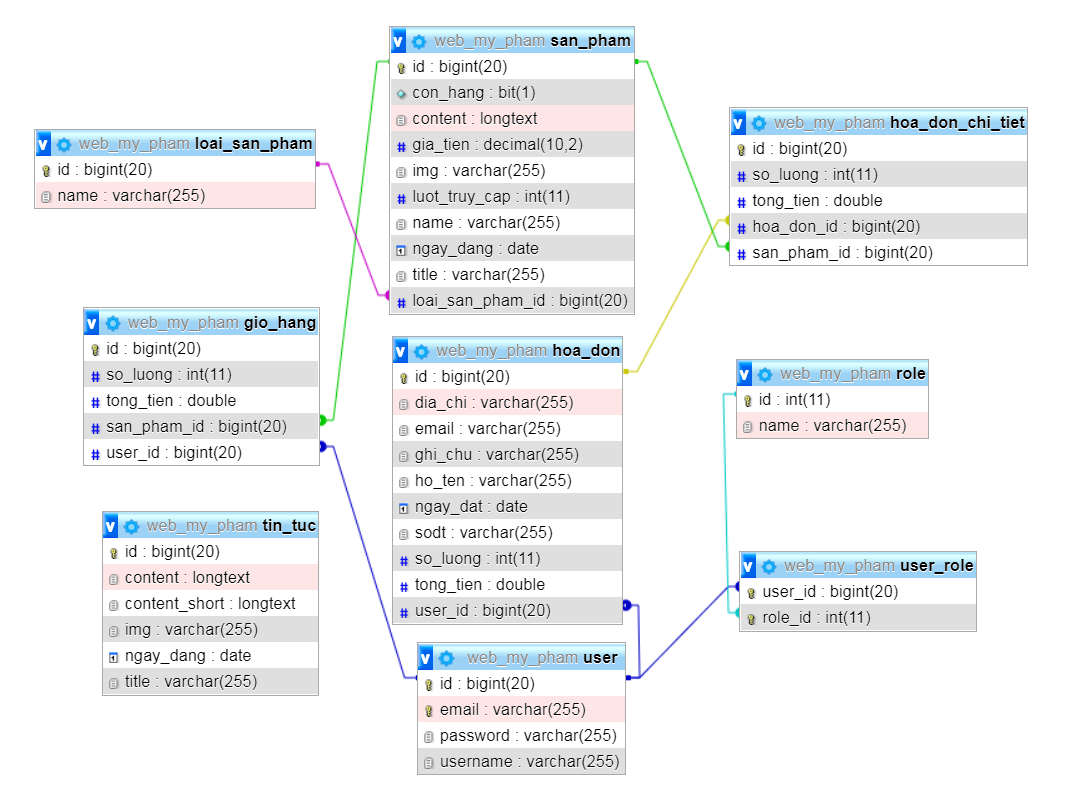 web_my_pham san_pham
id : bigint(20)
con_hang : bit(1)
content : longtext
gia_tien : decimal(10,2)
img : varchar(255)
luot_truy_cap : int(11)
name : varchar(255)
ngay_dang : date
title : varchar(255)
loai_san_pham_id : bigint(20)
web_my_pham loai_san_pham
id : bigint(20)
name : varchar(255)
web_my_pham hoa_don_chi_tiet
id : bigint(20)
so_luong : int(11)
tong_tien : double
hoa_don_id : bigint(20)
san_pham_id : bigint(20)
web_my_pham gio_hang
id : bigint(20)
so_luong : int(11)
tong_tien : double
san_pham_id : bigint(20)
user_id : bigint(20)
web_my_pham hoa_don
id : bigint(20)
dia_chi : varchar(255)
email : varchar(255)
ghi_chu : varchar(255)
ho_ten : varchar(255)
ngay_dat : date
sodt : varchar(255)
so_luong : int(11)
tong_tien : double
user_id : bigint(20)
web_my_pham role
id : int(11)
name : varchar(255)
web_my_pham tin_tuc
id : bigint(20)
content : longtext
content_short : longtext
img : varchar(255)
ngay_dang : date
title : varchar(255)
web_my_pham user_role
user_id : bigint(20)
role_id : int(11)
web_my_pham user
id : bigint(20)
email : varchar(255)
password : varchar(255)
username : varchar(255)